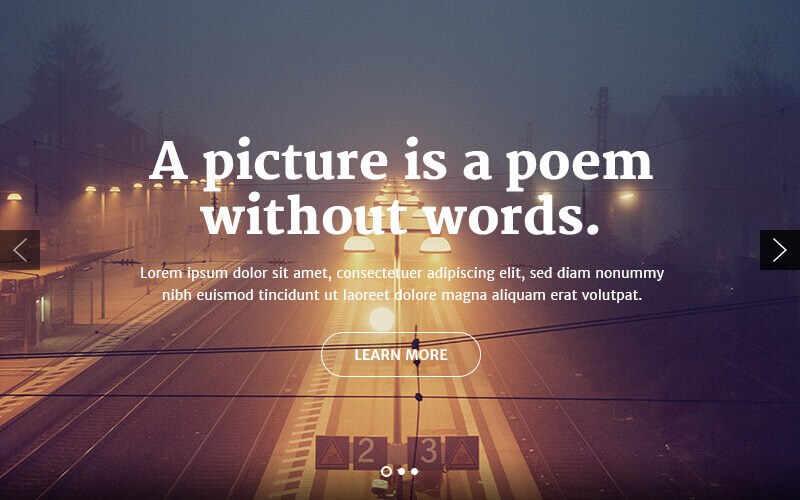 A picture is a poem
without words.
Lorem ipsum dolor sit amet, consectetuer adipiscing elit, sed diam nonummy
nibh euismod tincidunt ut laoreet dolore magna aliquam erat volutpat.
LEARN MORE
2 3